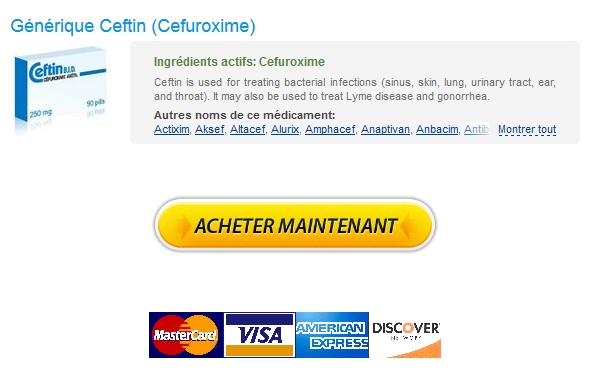 Générique Ceftin (Cefuroxime)
Ceftin B.I.D.
CEFUROXIME AXETIL
250 mg
90 pills
Ingrédients actifs: Cefuroxime
Ceftin is used for treating bacterial infections (sinus, skin, lung, urinary tract, ear,
and throat). It may also be used to treat Lyme disease and gonorrhea.
Autres noms de ce médicament:
Actixim, Aksef, Altacef, Alurix, Amphacef, Anaptivan, Anbacim, Antib Montrer tout
ACHETER MAINTENANT
MasterCard VISA AMERICAN EXPRESS DISCOVER NETWORK